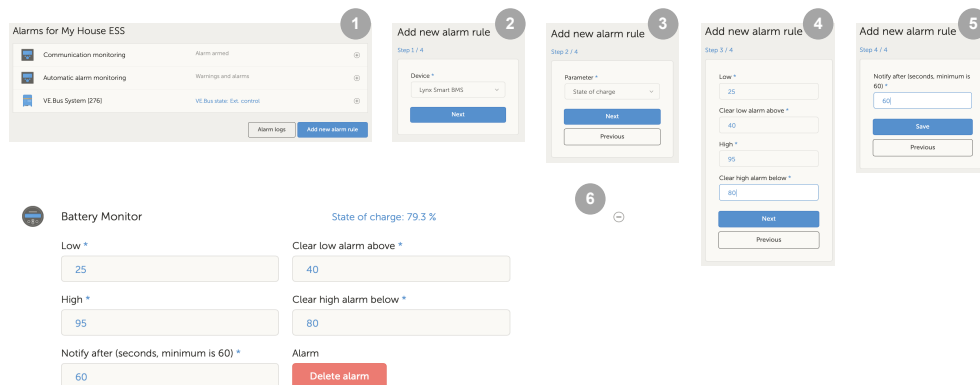 1
Alarms for My House ESS
Communication monitoring
Alarm armed
Automatic alarm monitoring
Warnings and alarms
VE.Bus System [276]
VE.Bus state: Ext. control
Alarm logs
Add new alarm rule
2
Add new alarm rule
Step 1 / 4
Device *
Lynx Smart BMS
Next
3
Add new alarm rule
Step 2 / 4
Parameter *
State of charge
Next
Previous
4
Add new alarm rule
Step 3 / 4
Low *
25
Clear low alarm above *
40
High *
95
Clear high alarm below *
80
Next
Previous
5
Add new alarm rule
Step 4 / 4
Notify after (seconds, minimum is
60) *
60
Save
Previous
6
Battery Monitor
State of charge: 79.3 %
Low *
Clear low alarm above *
25
40
High *
Clear high alarm below *
95
80
Notify after (seconds, minimum is 60) *
Alarm
60
Delete alarm